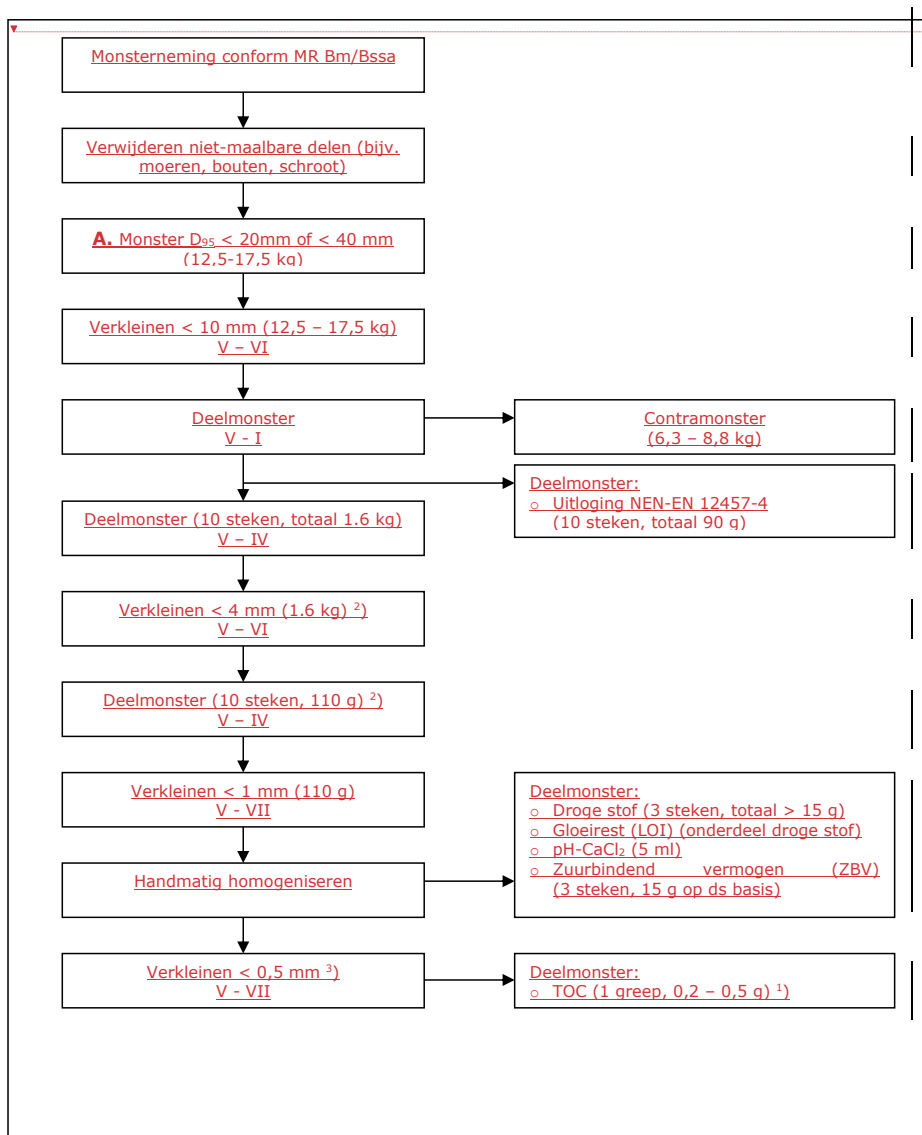 Monsterneming conform MR Bm/Bssa
Verwijderen niet-maalbare delen (bijv.
moeren, bouten, schroot)
A. Monster D₉₅ < 20mm of < 40 mm
(12,5-17,5 kg)
Verkleinen < 10 mm (12,5 – 17,5 kg)
V – VI
Deelmonster
V - I
Contramonster
(6,3 – 8,8 kg)
Deelmonster:
o Uitloging NEN-EN 12457-4
(10 steken, totaal 90 g)
Deelmonster (10 steken, totaal 1.6 kg)
V – IV
Verkleinen < 4 mm (1.6 kg) ²)
V – VI
Deelmonster (10 steken, 110 g) ²)
V – IV
Verkleinen < 1 mm (110 g)
V - VII
Deelmonster:
o Droge stof (3 steken, totaal > 15 g)
o Gloeirest (LOI) (onderdeel droge stof)
o pH-CaCl₂ (5 ml)
o Zuurbindend vermogen (ZBV)
(3 steken, 15 g op ds basis)
Handmatig homogeniseren
Verkleinen < 0,5 mm ³)
V - VII
Deelmonster:
o TOC (1 greep, 0,2 – 0,5 g) ¹)